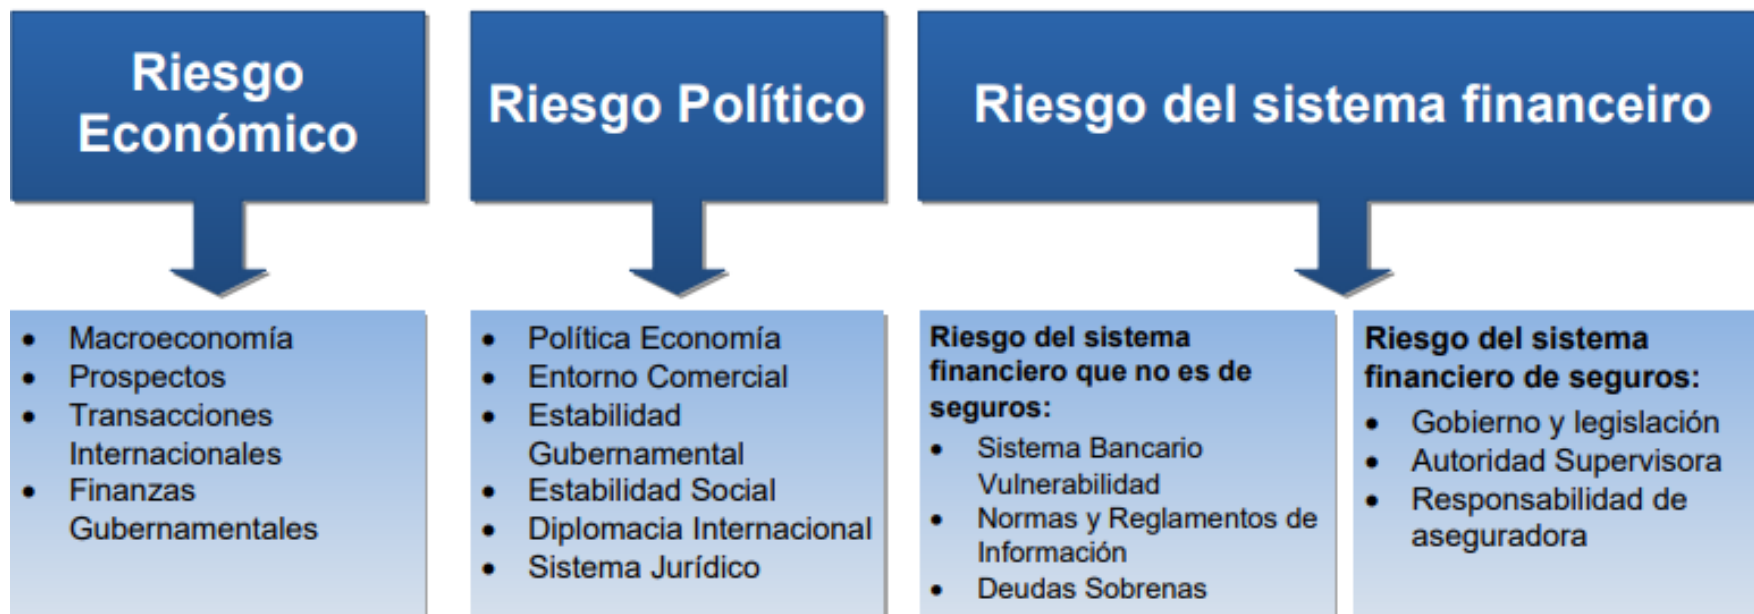 Riesgo
Económico
Riesgo Político
Riesgo del sistema financeiro
• Macroeconomía
• Prospectos
• Transacciones
Internacionales
• Finanzas
Gubernamentales
• Política Economía
• Entorno Comercial
• Estabilidad
Gubernamental
• Estabilidad Social
• Diplomacia Internacional
• Sistema Jurídico
Riesgo del sistema
financiero que no es de
seguros:
• Sistema Bancario
Vulnerabilidad
• Normas y Reglamentos de
Información
• Deudas Sobrenas
Riesgo del sistema
financiero de seguros:
• Gobierno y legislación
• Autoridad Supervisora
• Responsabilidad de
aseguradora